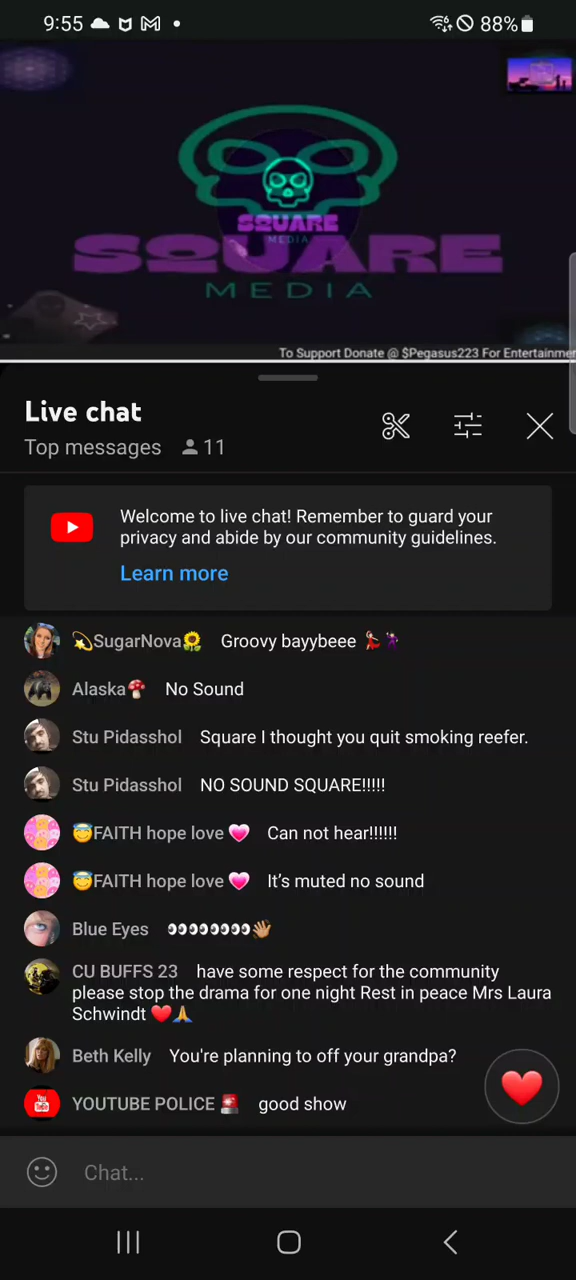 9:55
88%
SQUARE
MEDIA
SQUARE
MEDIA
To Support Donate @ $Pegasus223 For Entertainmen
Live chat
Top messages 11
Welcome to live chat! Remember to guard your
privacy and abide by our community guidelines.
Learn more
💫SugarNova🌻 Groovy bayybeee 💃🕺
Alaska🍄 No Sound
Stu Pidasshol Square I thought you quit smoking reefer.
Stu Pidasshol NO SOUND SQUARE!!!!!
😇FAITH hope love 💗 Can not hear!!!!!!
😇FAITH hope love 💗 It’s muted no sound
Blue Eyes 👀👀👀👀👀👀👀👀👀👋🏽
CU BUFFS 23 have some respect for the community
please stop the drama for one night Rest in peace Mrs Laura
Schwindt ❤️🙏
Beth Kelly You're planning to off your grandpa?
YOUTUBE POLICE 🚨 good show
Chat...